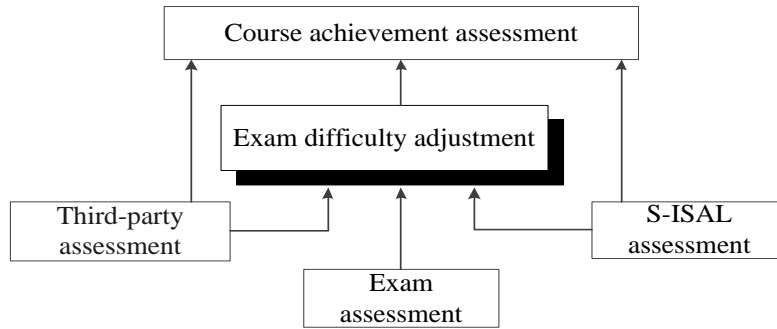 Course achievement assessment
Exam difficulty adjustment
Third-party
assessment
S-ISAL
assessment
Exam
assessment